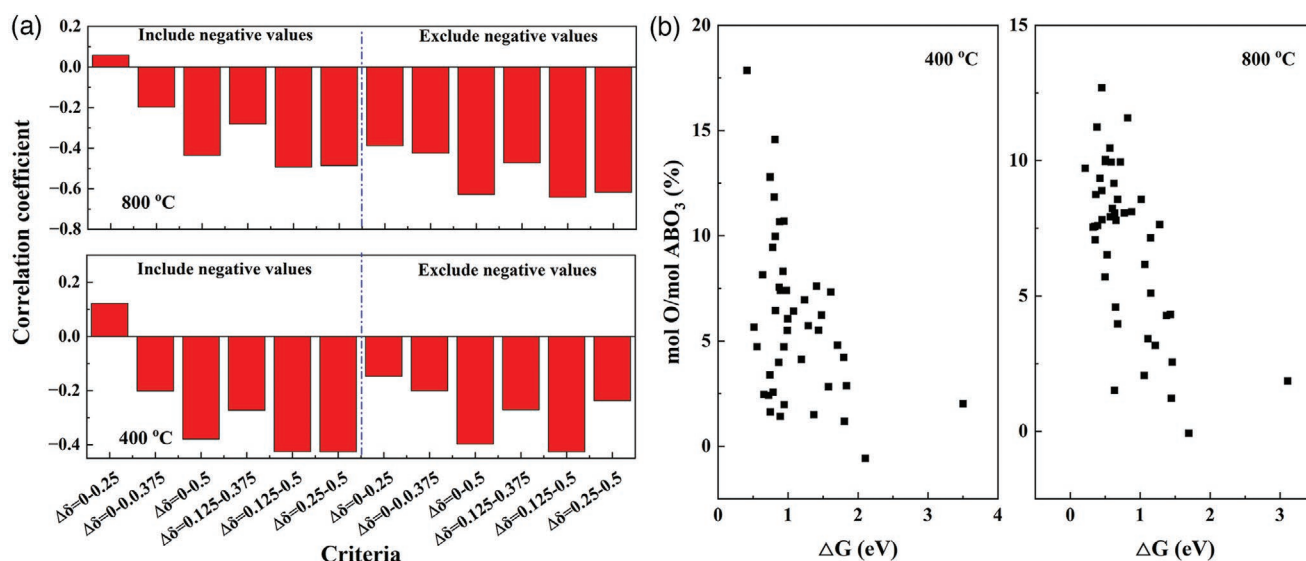 (a)
0.2
0.0
−0.2
−0.4
−0.6
−0.8
Include negative values
Exclude negative values
800 °C
0.2
0.0
−0.2
−0.4
Include negative values
Exclude negative values
400 °C
Correlation coefficient
Δδ=0-0.25
Δδ=0-0.375
Δδ=0-0.5
Δδ=0.125-0.375
Δδ=0.125-0.5
Δδ=0.25-0.5
Δδ=0-0.25
Δδ=0-0.375
Δδ=0-0.5
Δδ=0.125-0.375
Δδ=0.125-0.5
Δδ=0.25-0.5
Criteria
(b)
mol O/mol ABO3 (%)
20
15
10
5
0
400 °C
0 1 2 3 4
△G (eV)
15
10
5
0
800 °C
0 1 2 3
△G (eV)